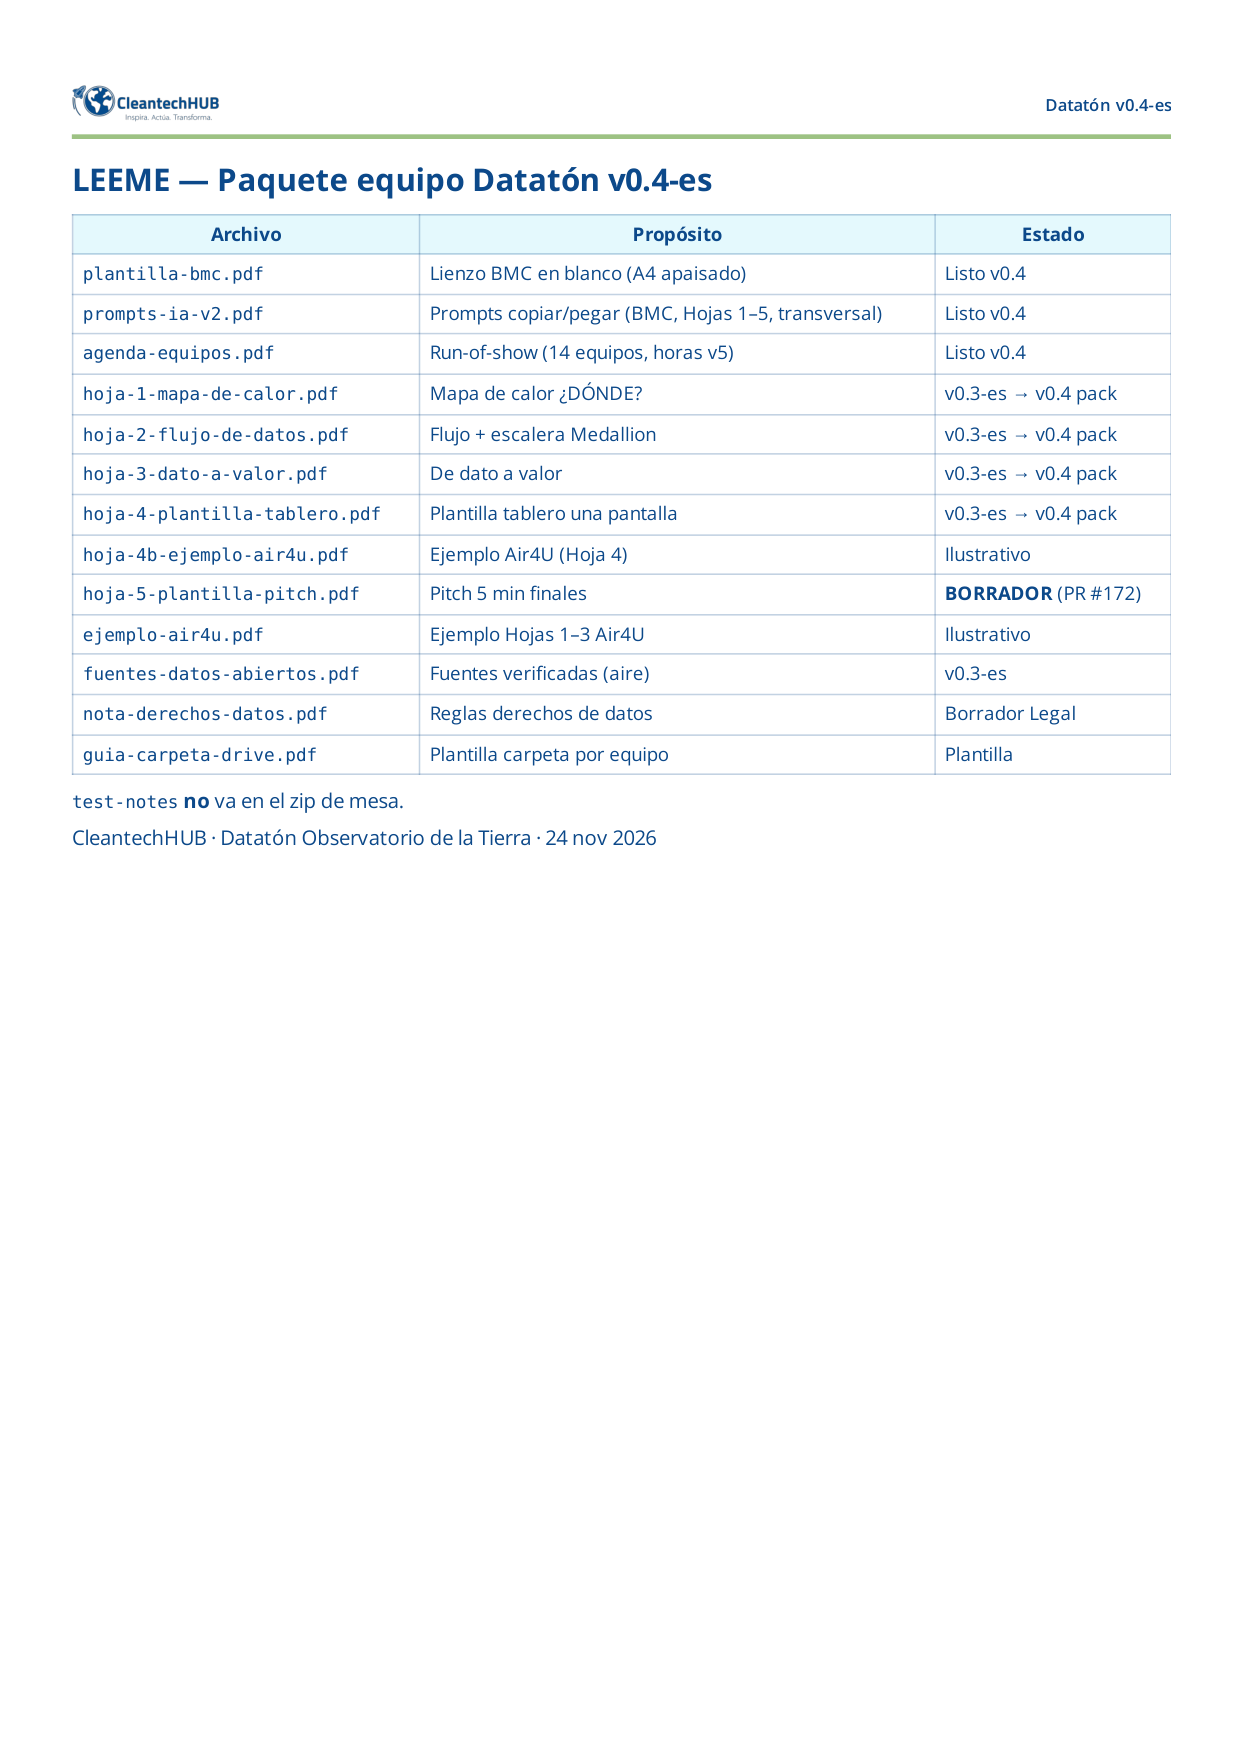 CleantechHUB
Inspira. Actúa. Transforma.
Datatón v0.4-es
LEEME — Paquete equipo Datatón v0.4-es
Archivo Propósito Estado
plantilla-bmc.pdf Lienzo BMC en blanco (A4 apaisado) Listo v0.4
prompts-ia-v2.pdf Prompts copiar/pegar (BMC, Hojas 1–5, transversal) Listo v0.4
agenda-equipos.pdf Run-of-show (14 equipos, horas v5) Listo v0.4
hoja-1-mapa-de-calor.pdf Mapa de calor ¿DÓNDE? v0.3-es → v0.4 pack
hoja-2-flujo-de-datos.pdf Flujo + escalera Medallion v0.3-es → v0.4 pack
hoja-3-dato-a-valor.pdf De dato a valor v0.3-es → v0.4 pack
hoja-4-plantilla-tablero.pdf Plantilla tablero una pantalla v0.3-es → v0.4 pack
hoja-4b-ejemplo-air4u.pdf Ejemplo Air4U (Hoja 4) Ilustrativo
hoja-5-plantilla-pitch.pdf Pitch 5 min finales BORRADOR (PR #172)
ejemplo-air4u.pdf Ejemplo Hojas 1–3 Air4U Ilustrativo
fuentes-datos-abiertos.pdf Fuentes verificadas (aire) v0.3-es
nota-derechos-datos.pdf Reglas derechos de datos Borrador Legal
guia-carpeta-drive.pdf Plantilla carpeta por equipo Plantilla
test-notes no va en el zip de mesa.
CleantechHUB · Datatón Observatorio de la Tierra · 24 nov 2026